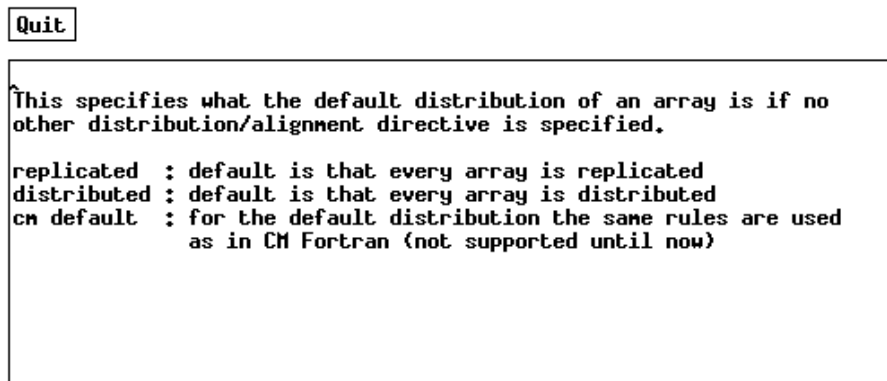 Quit
This specifies what the default distribution of an array is if no
other distribution/alignment directive is specified.
replicated  : default is that every array is replicated
distributed : default is that every array is distributed
cm default  : for the default distribution the same rules are used
as in CM Fortran (not supported until now)